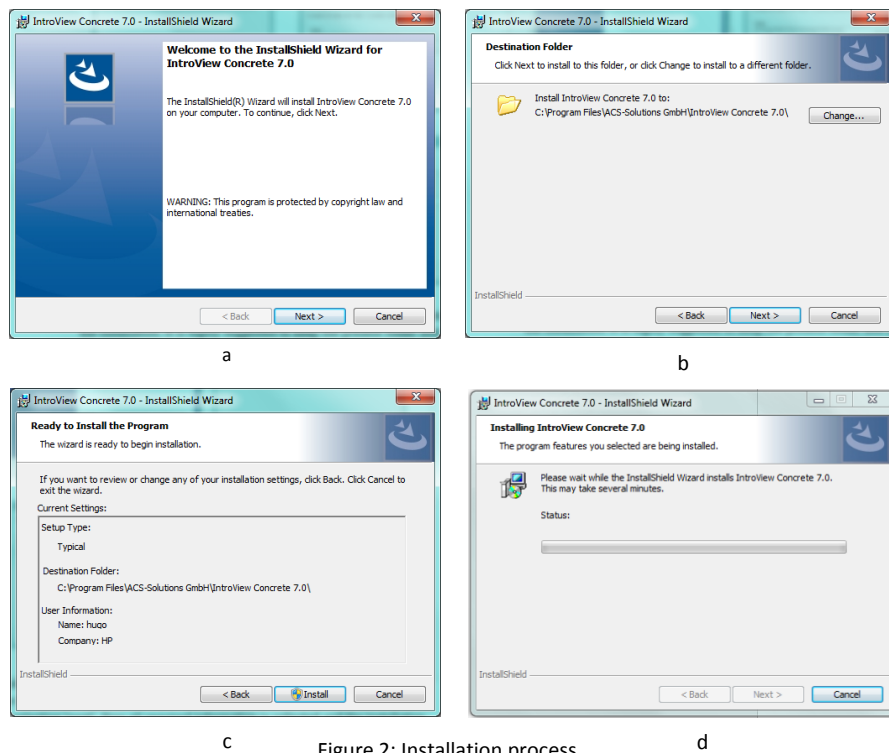 IntroView Concrete 7.0 - InstallShield Wizard
Welcome to the InstallShield Wizard for
IntroView Concrete 7.0
The InstallShield(R) Wizard will install IntroView Concrete 7.0
on your computer. To continue, click Next.
WARNING: This program is protected by copyright law and
international treaties.
< Back
Next >
Cancel
a
IntroView Concrete 7.0 - InstallShield Wizard
Destination Folder
Click Next to install to this folder, or click Change to install to a different folder.
Install IntroView Concrete 7.0 to:
C:\Program Files\ACS-Solutions GmbH\IntroView Concrete 7.0\
Change...
InstallShield
< Back
Next >
Cancel
b
IntroView Concrete 7.0 - InstallShield Wizard
Ready to Install the Program
The wizard is ready to begin installation.
If you want to review or change any of your installation settings, click Back. Click Cancel to
exit the wizard.
Current Settings:
Setup Type:
Typical
Destination Folder:
C:\Program Files\ACS-Solutions GmbH\IntroView Concrete 7.0\
User Information:
Name: hugo
Company: HP
InstallShield
< Back
Install
Cancel
c
IntroView Concrete 7.0 - InstallShield Wizard
Installing IntroView Concrete 7.0
The program features you selected are being installed.
Please wait while the InstallShield Wizard installs IntroView Concrete 7.0.
This may take several minutes.
Status:
InstallShield
< Back
Next >
Cancel
d
Figure 2: Installation process